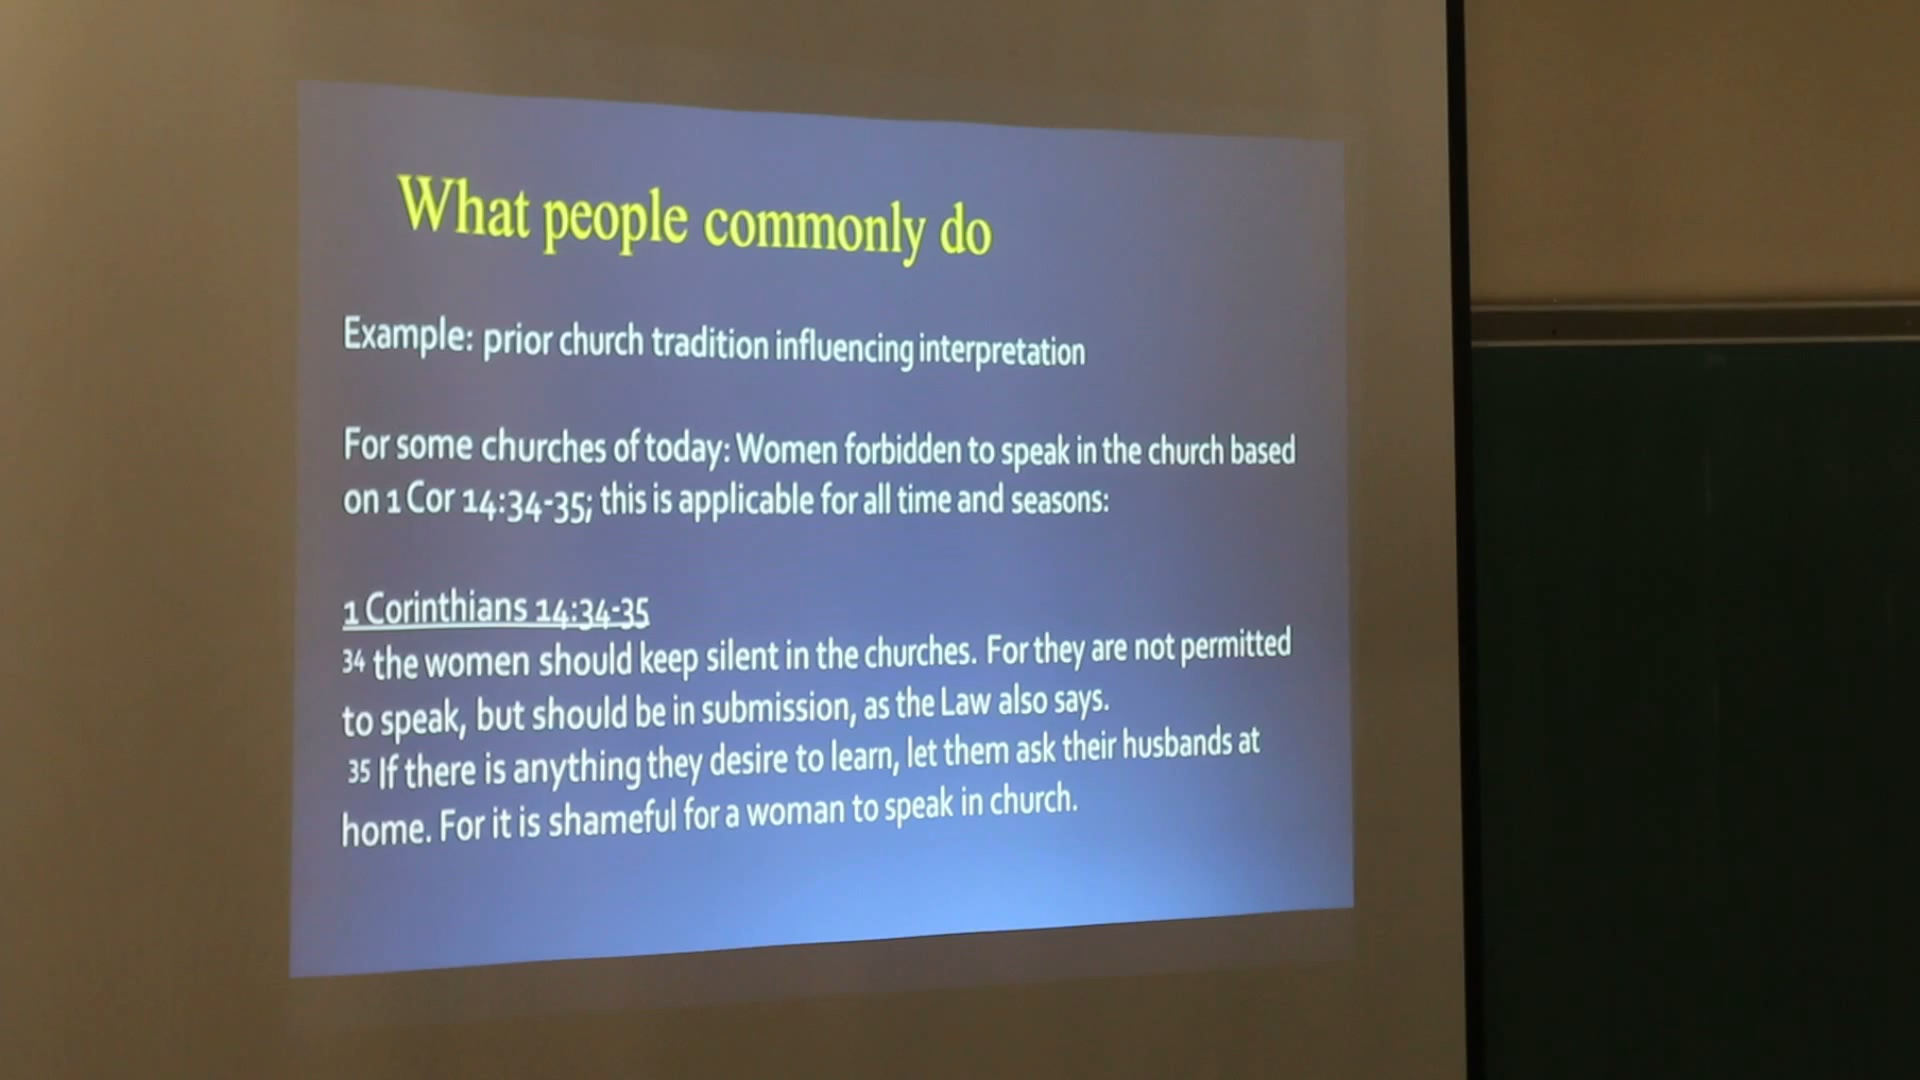 What people commonly do
Example: prior church tradition influencing interpretation
For some churches of today: Women forbidden to speak in the church based
on 1 Cor 14:34-35; this is applicable for all time and seasons:
1 Corinthians 14:34-35
34 the women should keep silent in the churches. For they are not permitted
to speak, but should be in submission, as the Law also says.
35 If there is anything they desire to learn, let them ask their husbands at
home. For it is shameful for a woman to speak in church.